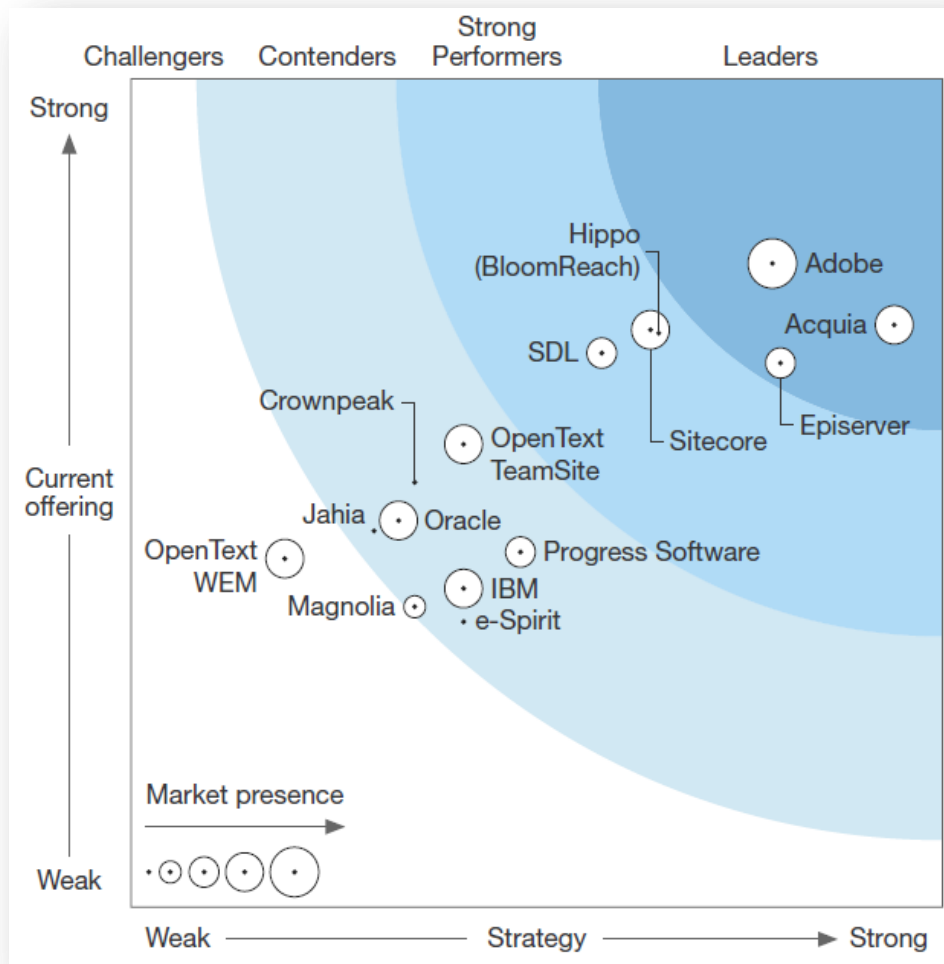 Strong
Challengers Contenders Performers Leaders
Strong
Hippo
(BloomReach)
Adobe
Acquia
SDL
Crownpeak
Episerver
OpenText
TeamSite
Sitecore
Current
offering
Jahia
Oracle
OpenText
WEM
Progress Software
IBM
Magnolia
e-Spirit
Market presence
Weak
Weak Strategy Strong